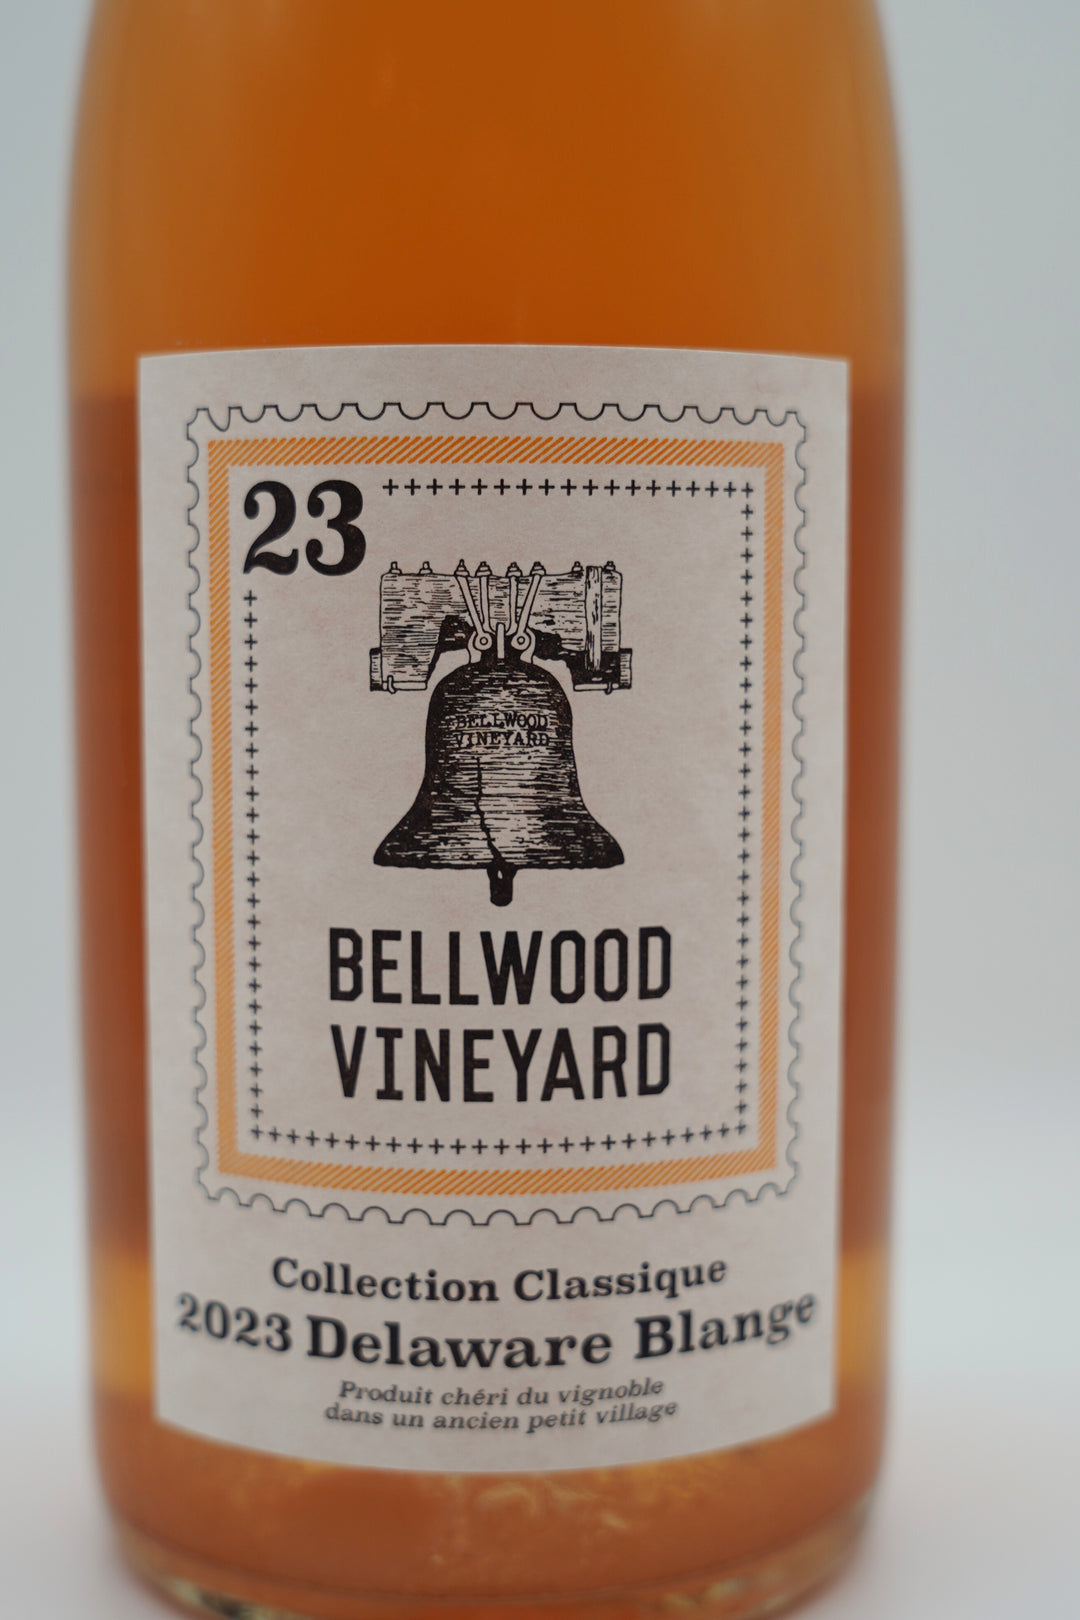 23
BELLWOOD
VINEYARD
BELLWOOD
VINEYARD
Collection Classique
2023 Delaware Blange
Produit chéri du vignoble
dans un ancien petit village